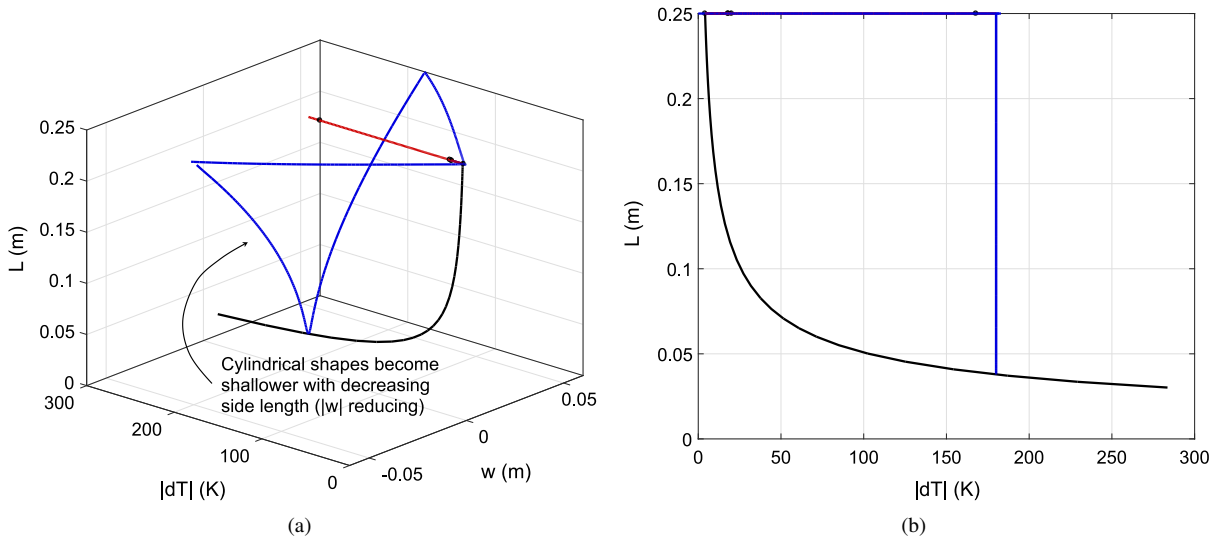 0.25
0.2
0.15
0.1
0.05
0
L (m)
300
200
100
0
|dT| (K)
-0.05
0
0.05
w (m)
Cylindrical shapes become
shallower with decreasing
side length (|w| reducing)
(a)
0.25
0.2
0.15
0.1
0.05
0
L (m)
0 50 100 150 200 250 300
|dT| (K)
(b)